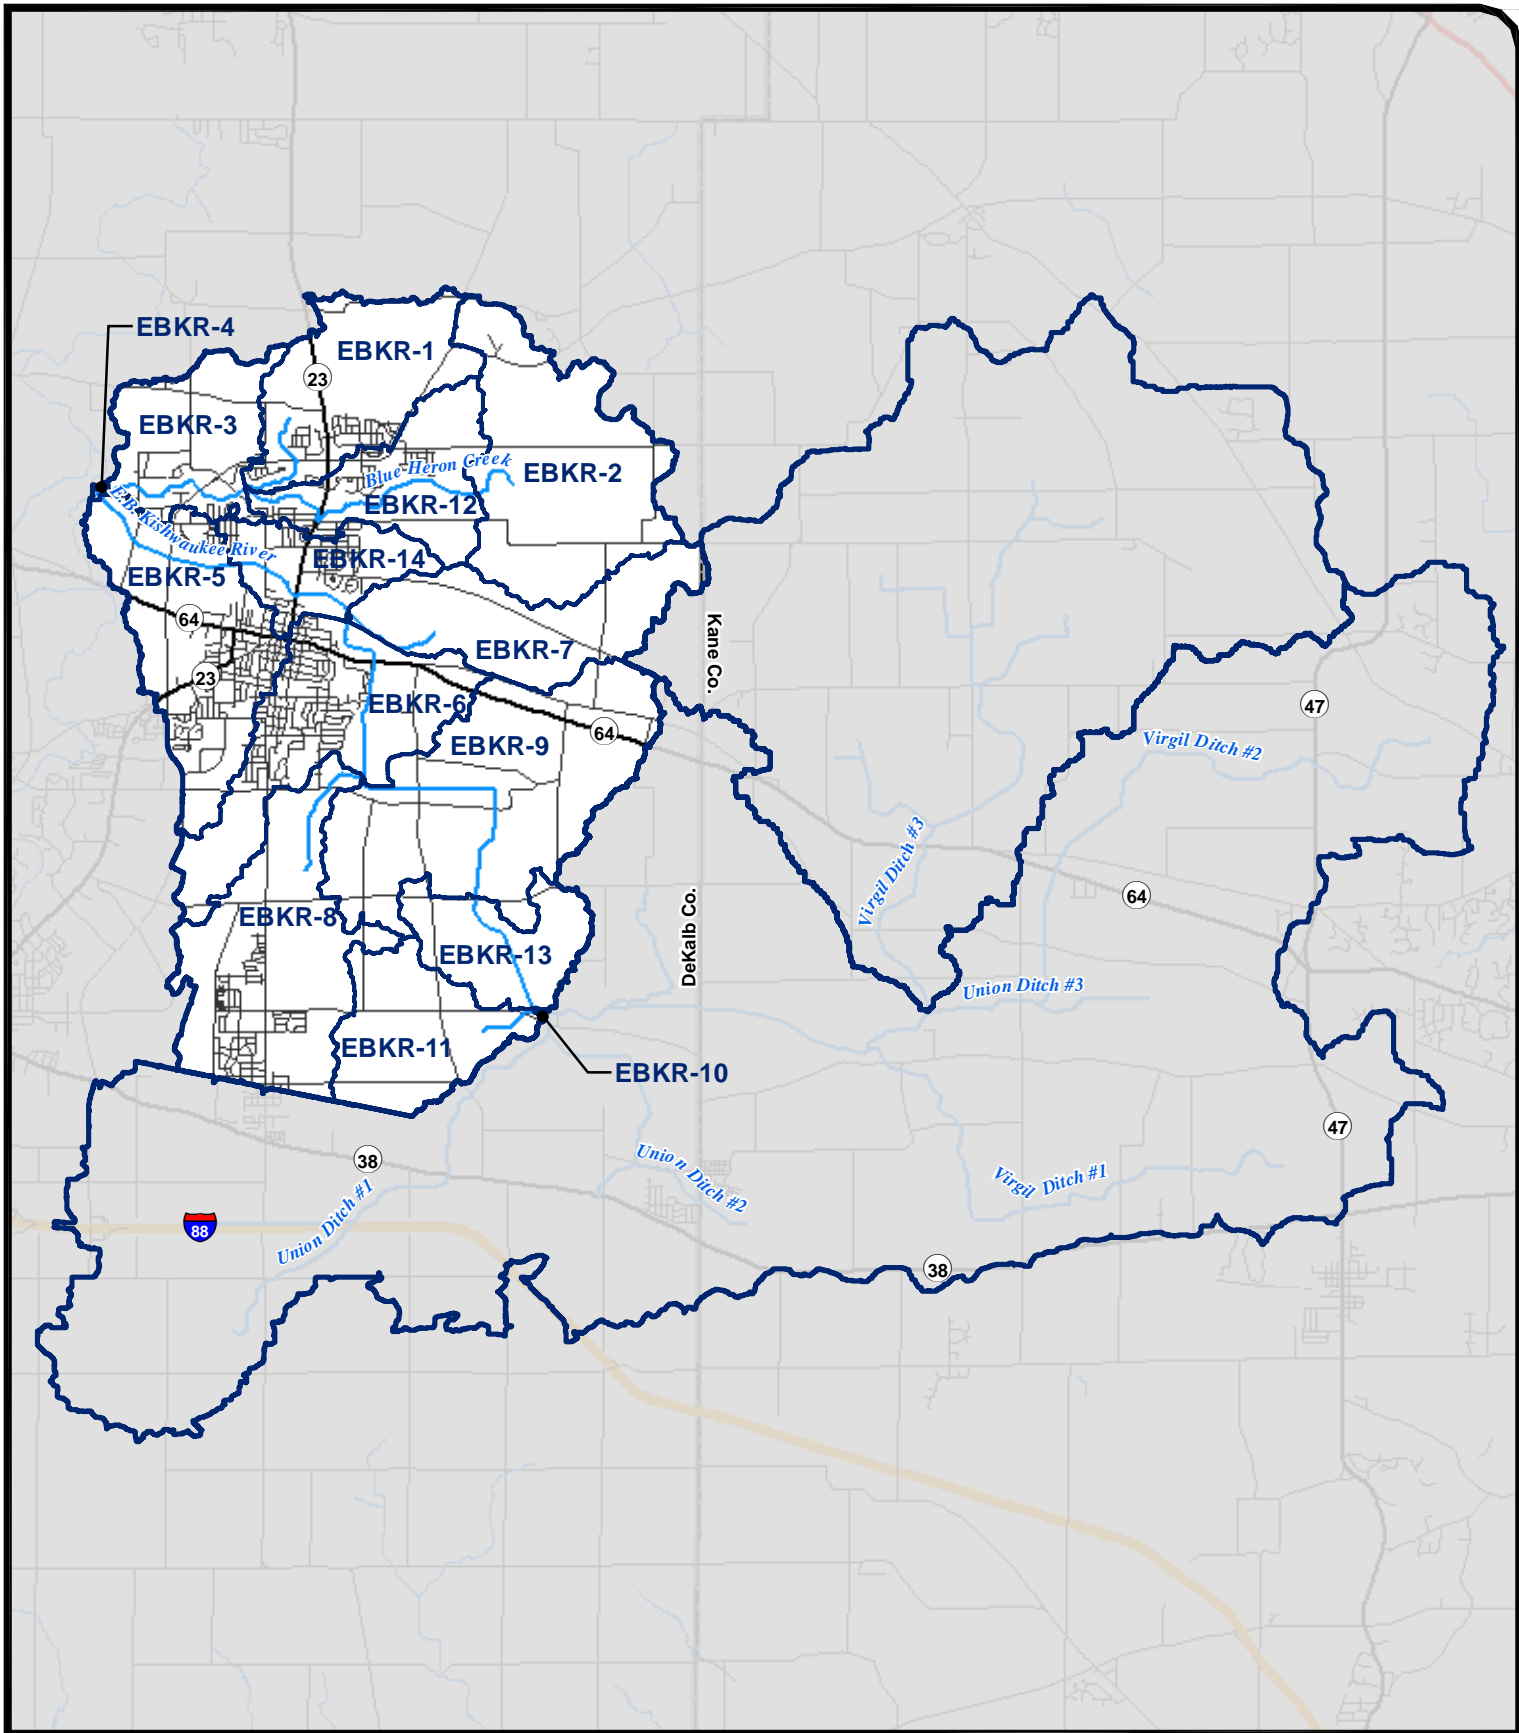 EBKR-4
EBKR-1
23
EBKR-3
Blue Heron Creek
EBKR-2
EBKR-12
E.B. Kishwaukee River
EBKR-14
EBKR-5
64
EBKR-7
Kane Co.
23
EBKR-6
47
64
EBKR-9
Virgil Ditch #2
Virgil Ditch #3
64
EBKR-8
DeKalb Co.
EBKR-13
Union Ditch #3
EBKR-11
EBKR-10
47
38
Union Ditch #2
Virgil Ditch #1
Union Ditch #1
88
38